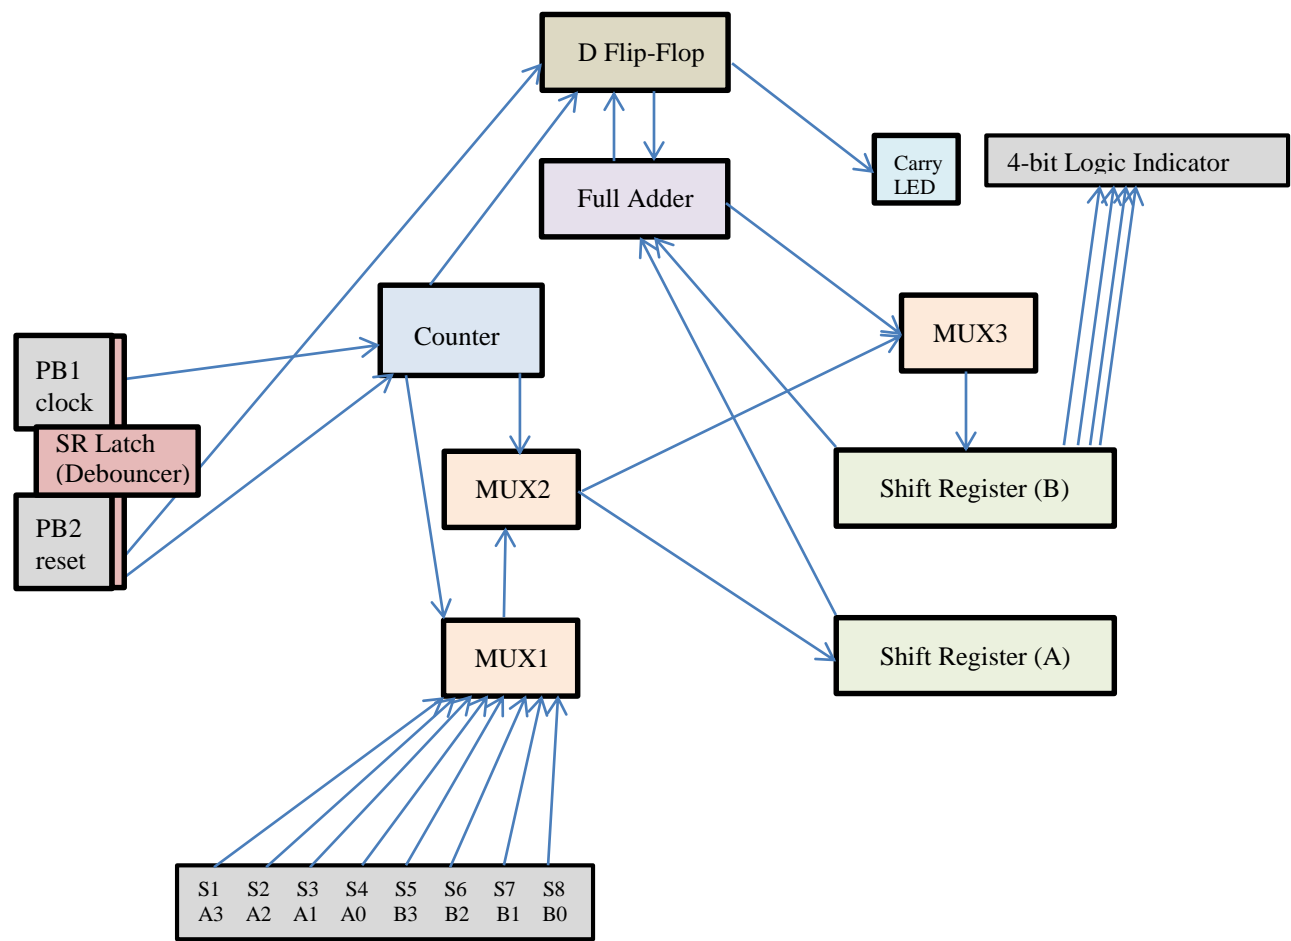 D Flip-Flop
Carry
LED
4-bit Logic Indicator
Full Adder
Counter
MUX3
PB1
clock
SR Latch
(Debouncer)
MUX2
Shift Register (B)
PB2
reset
MUX1
Shift Register (A)
S1 S2 S3 S4 S5 S6 S7 S8
A3 A2 A1 A0 B3 B2 B1 B0